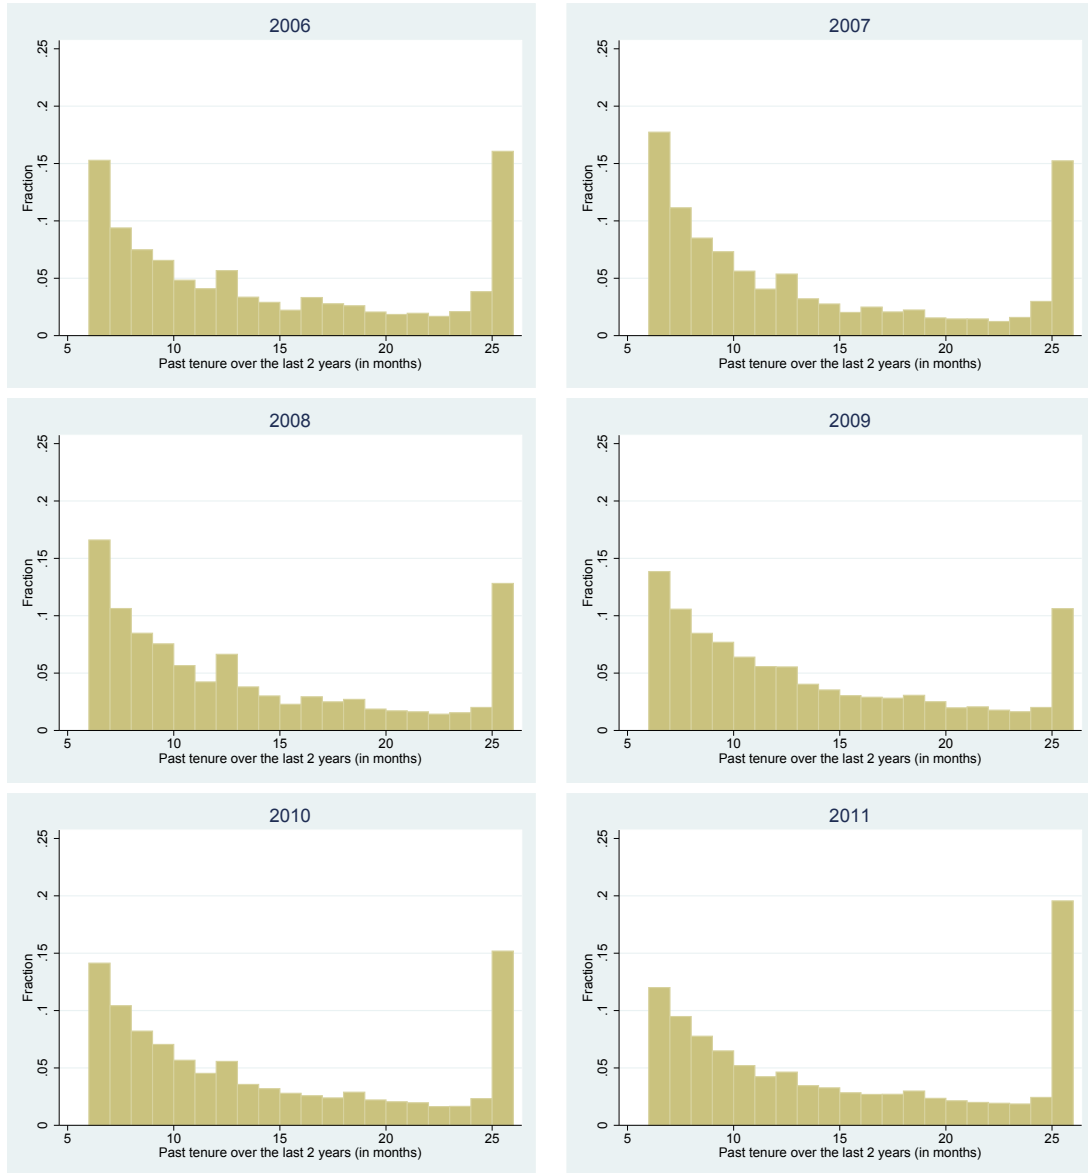 2006
.25
.2
.15
.1
.05
0
Fraction
5 10 15 20 25
Past tenure over the last 2 years (in months)
2007
.25
.2
.15
.1
.05
0
Fraction
5 10 15 20 25
Past tenure over the last 2 years (in months)
2008
.25
.2
.15
.1
.05
0
Fraction
5 10 15 20 25
Past tenure over the last 2 years (in months)
2009
.25
.2
.15
.1
.05
0
Fraction
5 10 15 20 25
Past tenure over the last 2 years (in months)
2010
.25
.2
.15
.1
.05
0
Fraction
5 10 15 20 25
Past tenure over the last 2 years (in months)
2011
.25
.2
.15
.1
.05
0
Fraction
5 10 15 20 25
Past tenure over the last 2 years (in months)